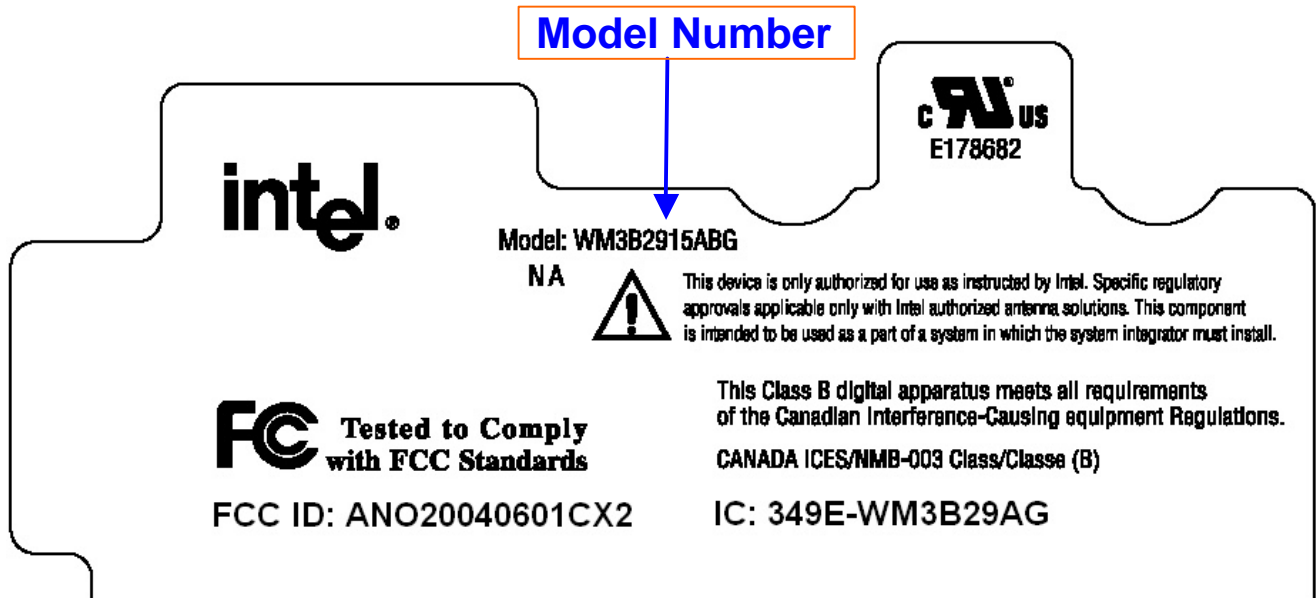 Model Number
C RU ® US
E178682
intel®
Model: WM3B2915ABG
NA
This device is only authorized for use as instructed by Intel. Specific regulatory
approvals applicable only with Intel authorized antenna solutions. This component
is intended to be used as a part of a system in which the system integrator must install.
FC Tested to Comply
with FCC Standards
FCC ID: ANO20040601CX2
This Class B digital apparatus meets all requirements
of the Canadian Interference-Causing equipment Regulations.
CANADA ICES/NMB-003 Class/Classe (B)
IC: 349E-WM3B29AG